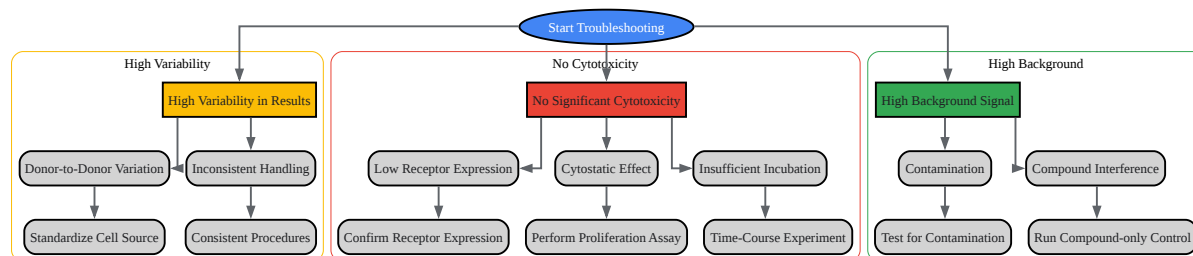 Start Troubleshooting
High Variability
No Cytotoxicity
High Background
High Variability in Results
No Significant Cytotoxicity
High Background Signal
Donor-to-Donor Variation
Inconsistent Handling
Low Receptor Expression
Cytostatic Effect
Insufficient Incubation
Contamination
Compound Interference
Standardize Cell Source
Consistent Procedures
Confirm Receptor Expression
Perform Proliferation Assay
Time-Course Experiment
Test for Contamination
Run Compound-only Control